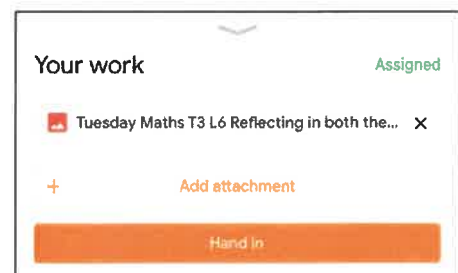 Your work Assigned
Tuesday Maths T3 L6 Reflecting in both the... ×
+ Add attachment
Hand in